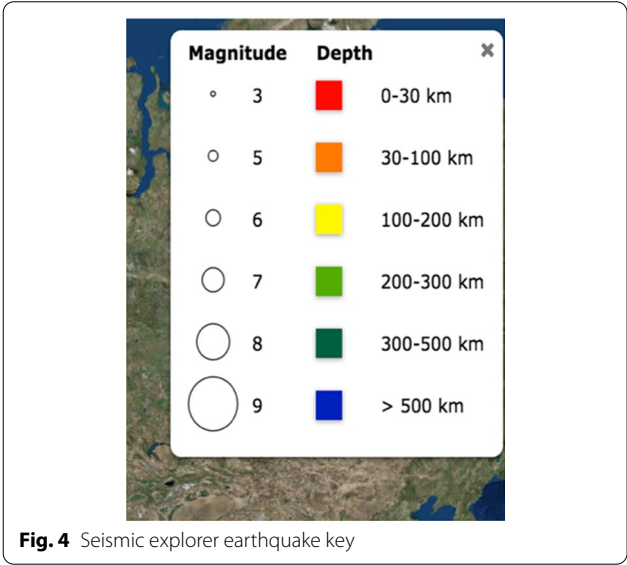 Magnitude Depth ×
3 0-30 km
5 30-100 km
6 100-200 km
7 200-300 km
8 300-500 km
9 > 500 km
Fig. 4 Seismic explorer earthquake key